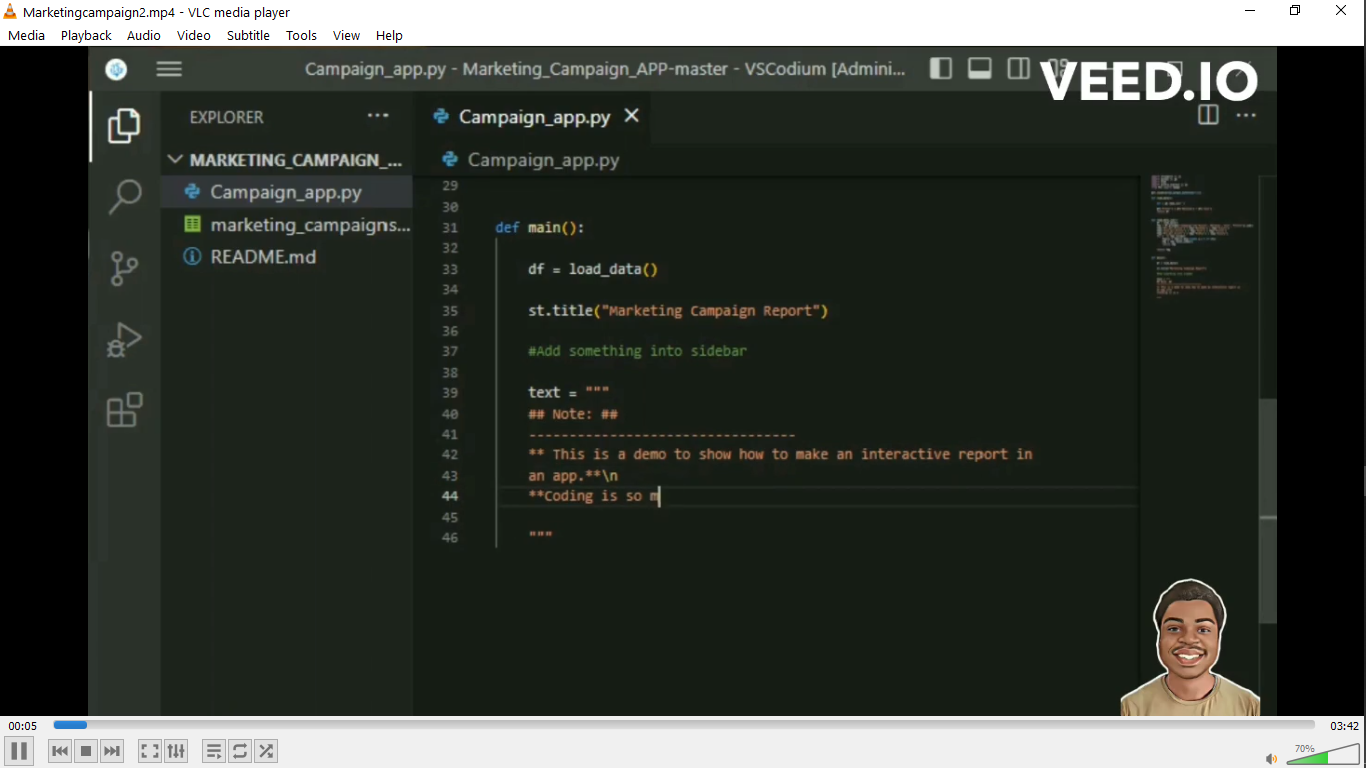 Marketingcampaign2.mp4 - VLC media player
Media Playback Audio Video Subtitle Tools View Help
Campaign_app.py - Marketing_Campaign_APP-master - VSCodium [Admini...
VEED.IO
EXPLORER
Campaign_app.py
MARKETING_CAMPAIGN_...
Campaign_app.py
marketing_campaigns...
README.md
Campaign_app.py
29
30
31 def main():
32
33 df = load_data()
34
35 st.title("Marketing Campaign Report")
36
37 #Add something into sidebar
38
39 text = """
40 ## Note: ##
41 ---------------------------------
42 ** This is a demo to show how to make an interactive report in
43 an app.**\n
44 **Coding is so m
45
46 """
00:05
03:42
70%